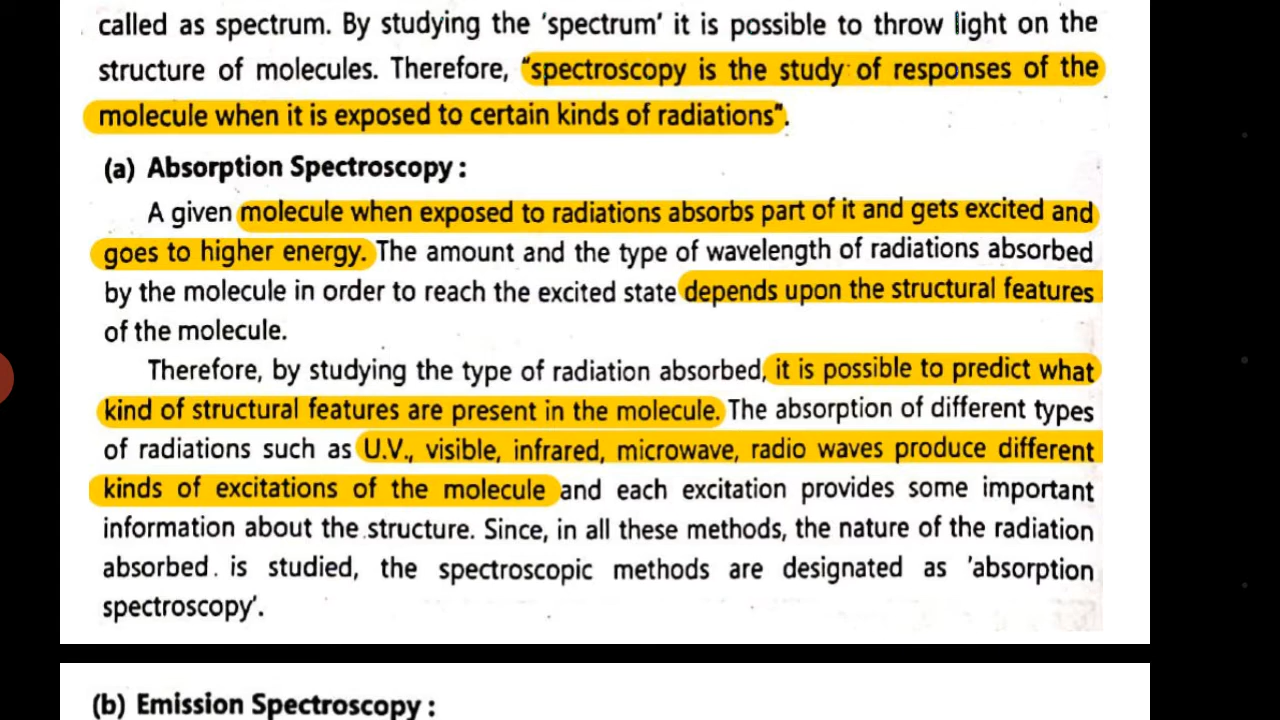 called as spectrum. By studying the 'spectrum' it is possible to throw light on the
structure of molecules. Therefore, "spectroscopy is the study of responses of the
molecule when it is exposed to certain kinds of radiations".
(a) Absorption Spectroscopy :
A given molecule when exposed to radiations absorbs part of it and gets excited and
goes to higher energy. The amount and the type of wavelength of radiations absorbed
by the molecule in order to reach the excited state depends upon the structural features
of the molecule.
Therefore, by studying the type of radiation absorbed, it is possible to predict what
kind of structural features are present in the molecule. The absorption of different types
of radiations such as U.V., visible, infrared, microwave, radio waves produce different
kinds of excitations of the molecule and each excitation provides some important
information about the structure. Since, in all these methods, the nature of the radiation
absorbed. is studied, the spectroscopic methods are designated as 'absorption
spectroscopy'.
(b) Emission Spectroscopy :